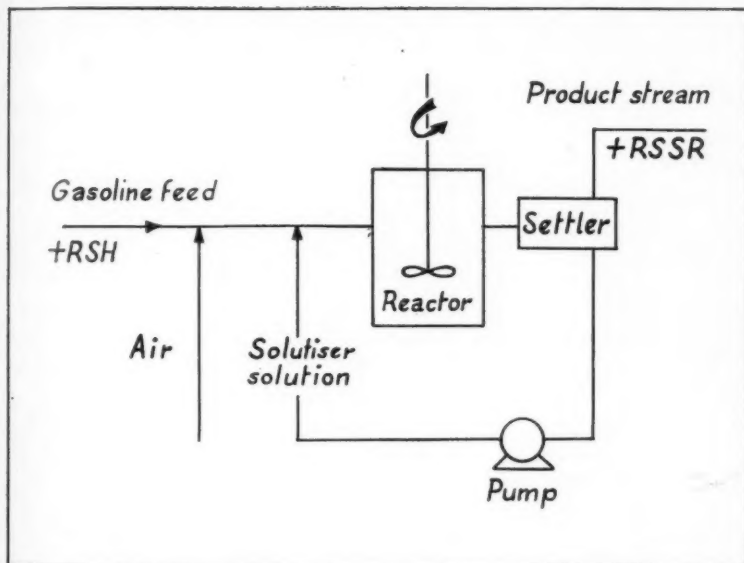 Product stream
+RSSR
Gasoline feed
+RSH
Settler
Reactor
Air
Solutiser
solution
Pump